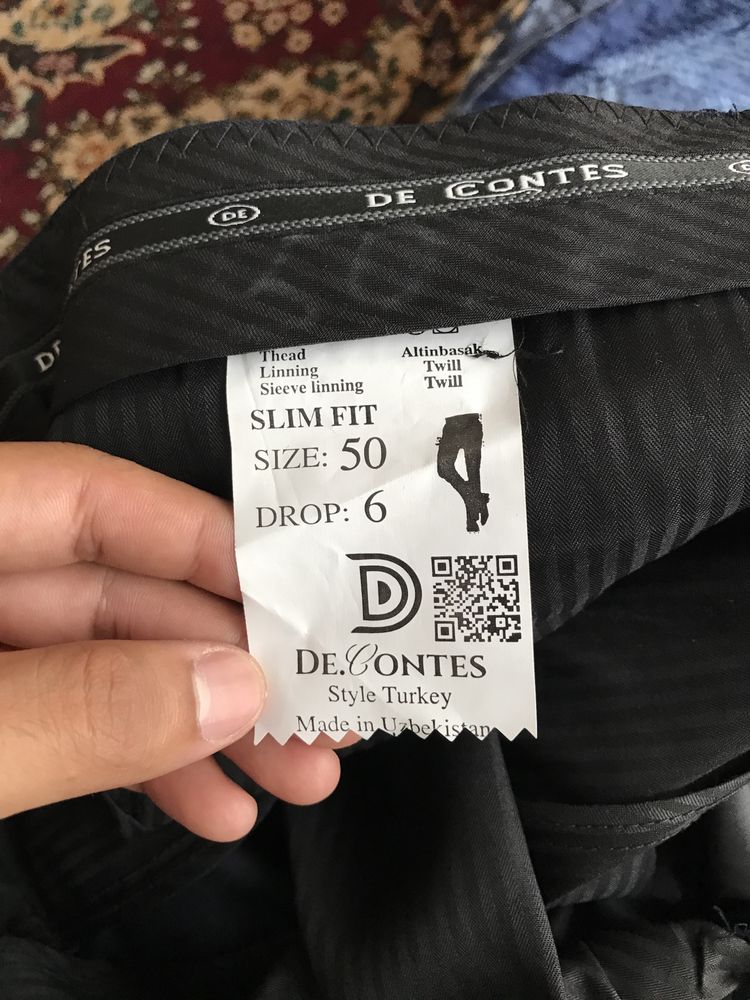 DE CONTES
DE
TES
Thead Altinbasak
Linning Twill
Sieeve linning Twill
SLIM FIT
SIZE: 50
DROP: 6
D
DE.CONTES
Style Turkey
Made in Uzbekistan